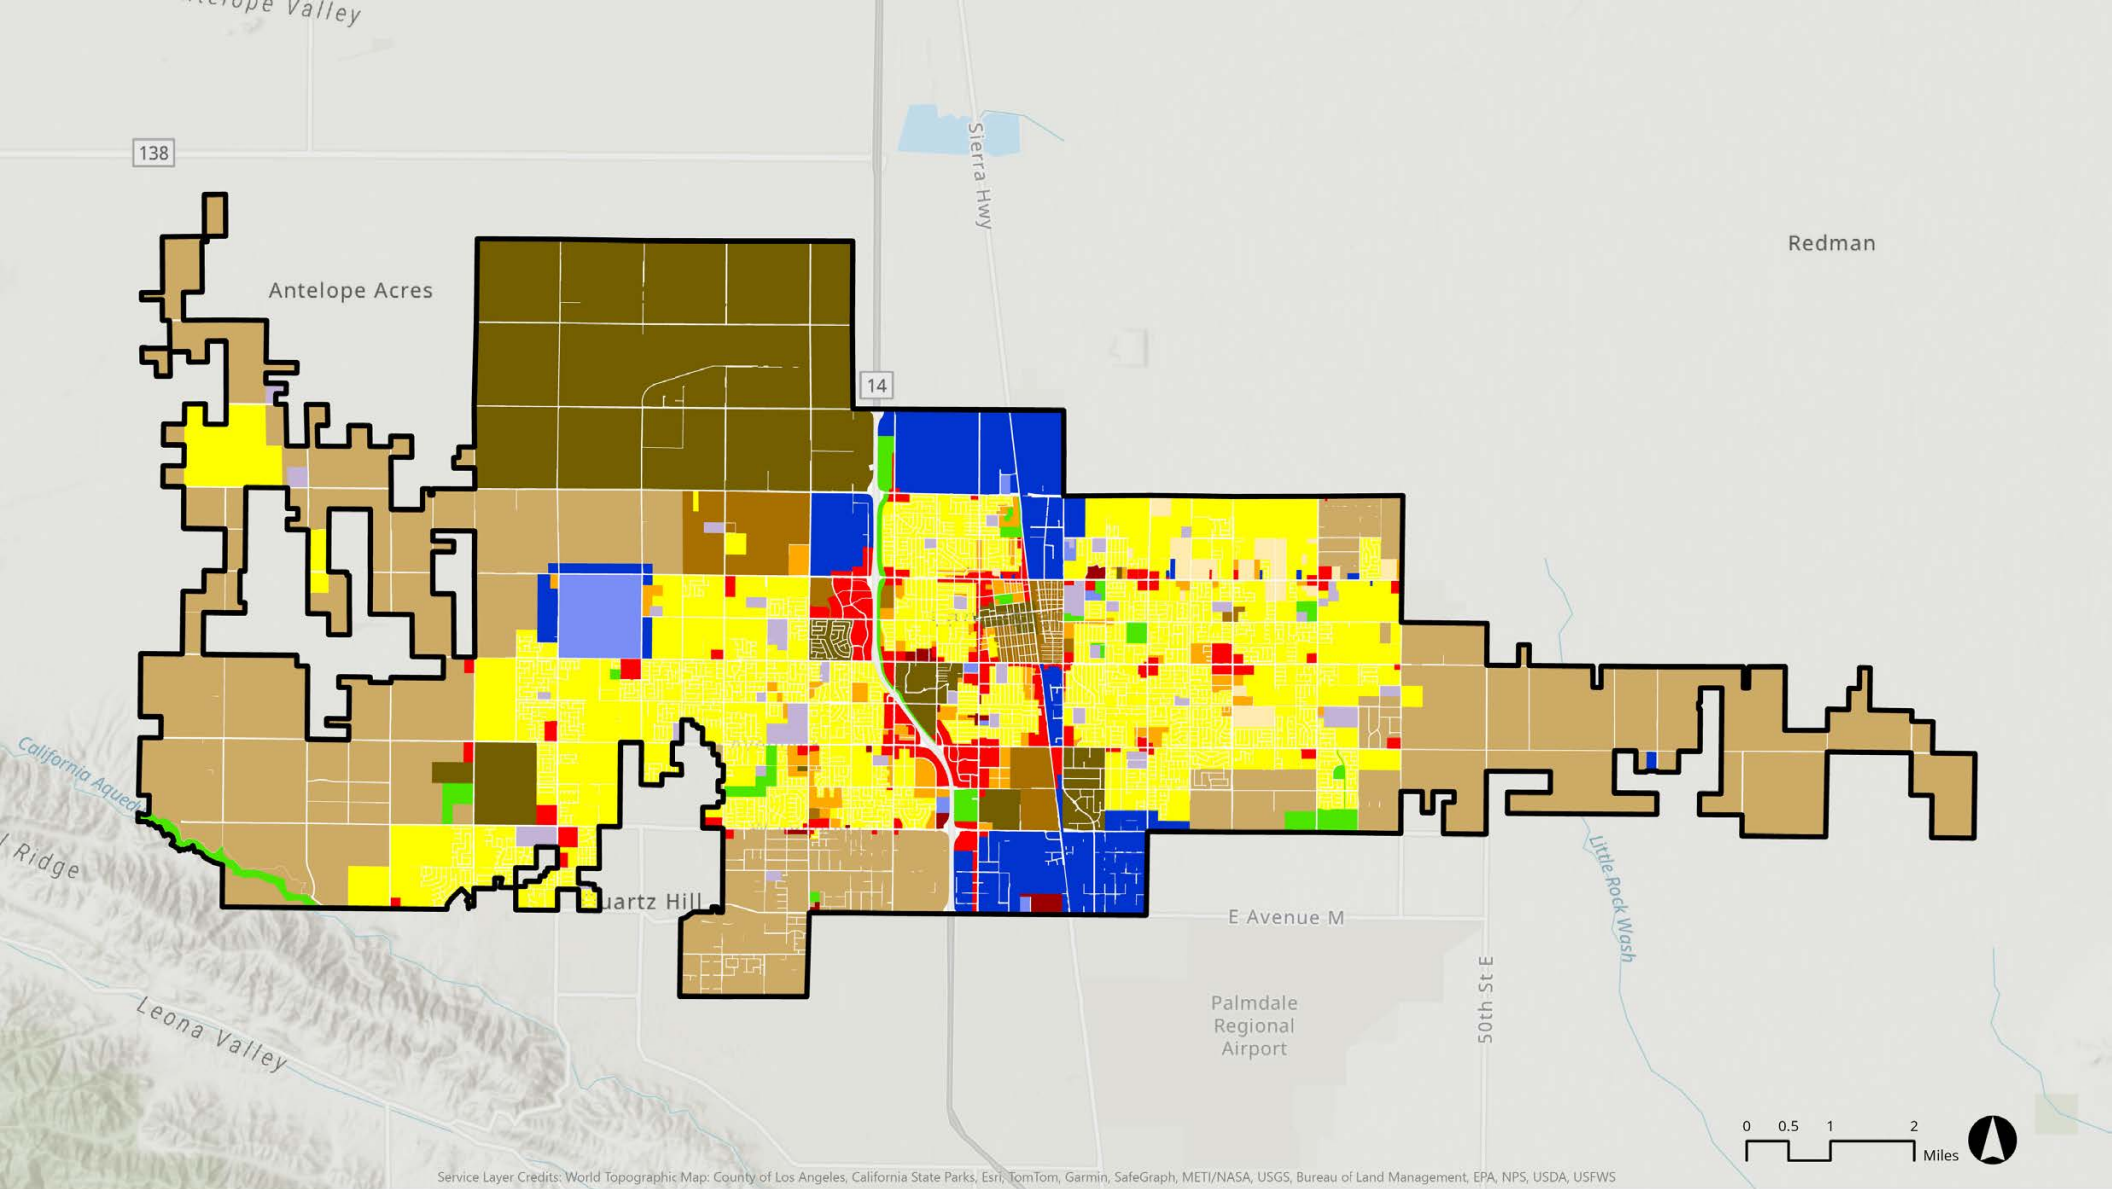 Valley
138
Sierra Hwy
Redman
Antelope Acres
14
California
Ridge
uartz Hill
E Avenue M
Little Rock Wash
50th St E
Palmdale
Regional
Airport
Leona Valley
0 0.5 1 2
Miles
Service Layer Credits: World Topographic Map: County of Los Angeles, California State Parks, Esri, TomTom, Garmin, SafeGraph, METI/NASA, USGS, Bureau of Land Management, EPA, NPS, USDA, USFWS